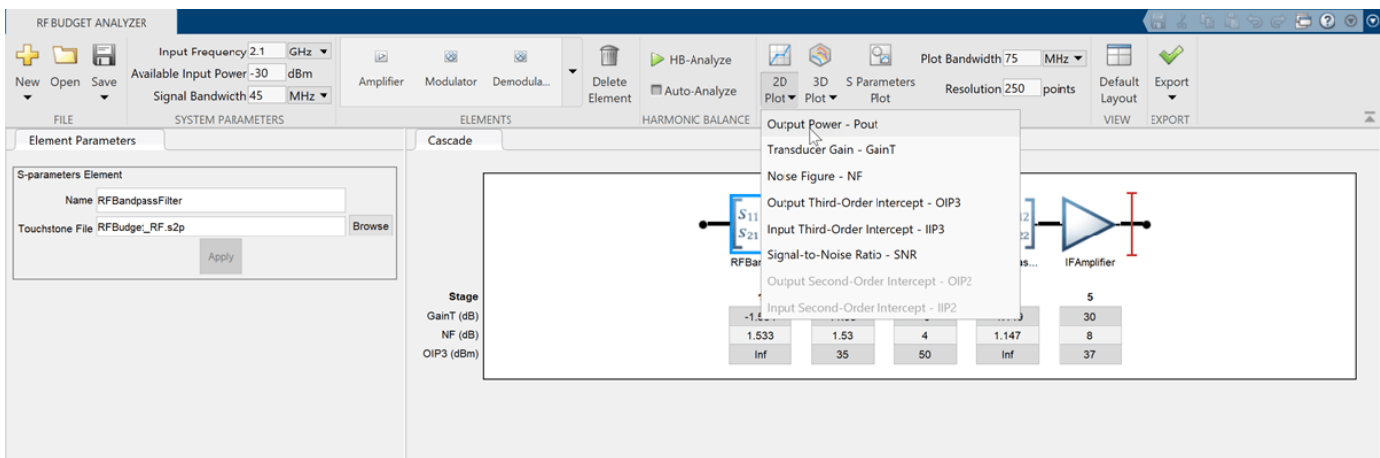 RF BUDGET ANALYZER
New
Open
Save
FILE
Input Frequency 2.1 GHz
Available Input Power -30 dBm
Signal Bandwicth 45 MHz
SYSTEM PARAMETERS
Amplifier
Modulator
Demodula...
ELEMENTS
Delete
Element
HB-Analyze
Auto-Analyze
HARMONIC BALANCE
2D
Plot
3D
Plot
S Parameters
Plot
Plot Bandwidth 75 MHz
Resolution 250 points
Default
Layout
VIEW
Export
EXPORT
Output Power - Pout
Transducer Gain - GainT
Noise Figure - NF
Output Third-Order Intercept - OIP3
Input Third-Order Intercept - IIP3
Signal-to-Noise Ratio - SNR
Output Second-Order Intercept - OIP2
Input Second-Order Intercept - IIP2
Element Parameters
S-parameters Element
Name RFBandpassFilter
Touchstone File RFBudget_RF.s2p Browse
Apply
Cascade
S11
S21
IFAmplifier
Stage 5
GainT (dB) 30
NF (dB) 1.533 1.53 4 1.147 8
OIP3 (dBm) Inf 35 50 Inf 37